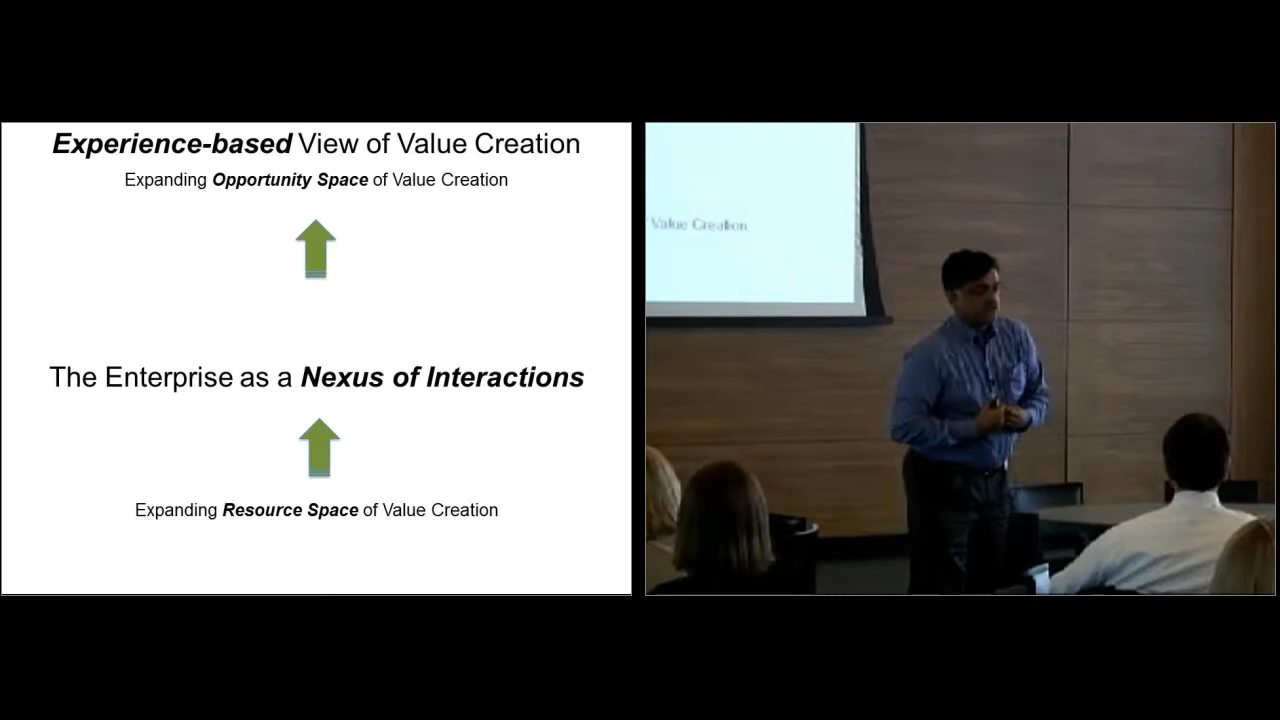 Experience-based View of Value Creation
Expanding Opportunity Space of Value Creation
The Enterprise as a Nexus of Interactions
Expanding Resource Space of Value Creation
Value Creation